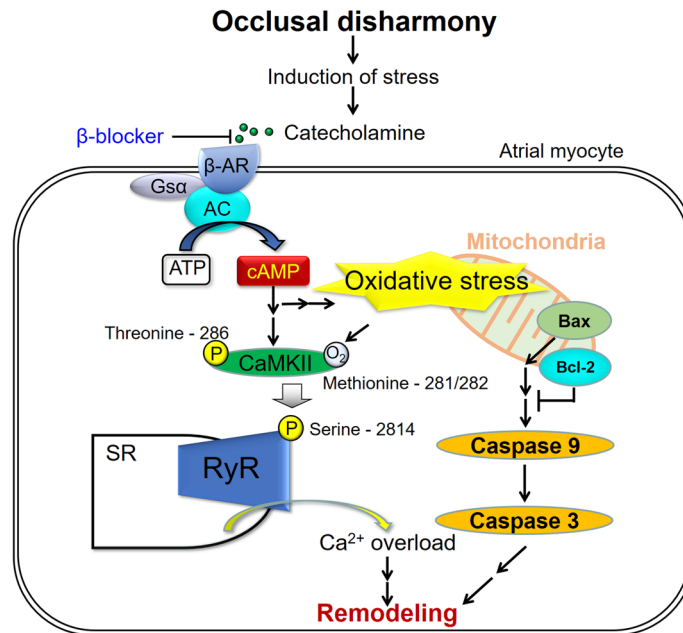 Occlusal disharmony
Induction of stress
β-blocker
Catecholamine
Atrial myocyte
β-AR
Gsα
AC
Mitochondria
ATP
cAMP
Oxidative stress
Bax
Threonine - 286
P
CaMKII
O2
Bcl-2
Methionine - 281/282
P
Serine - 2814
SR
RyR
Caspase 9
Caspase 3
Ca2+ overload
Remodeling